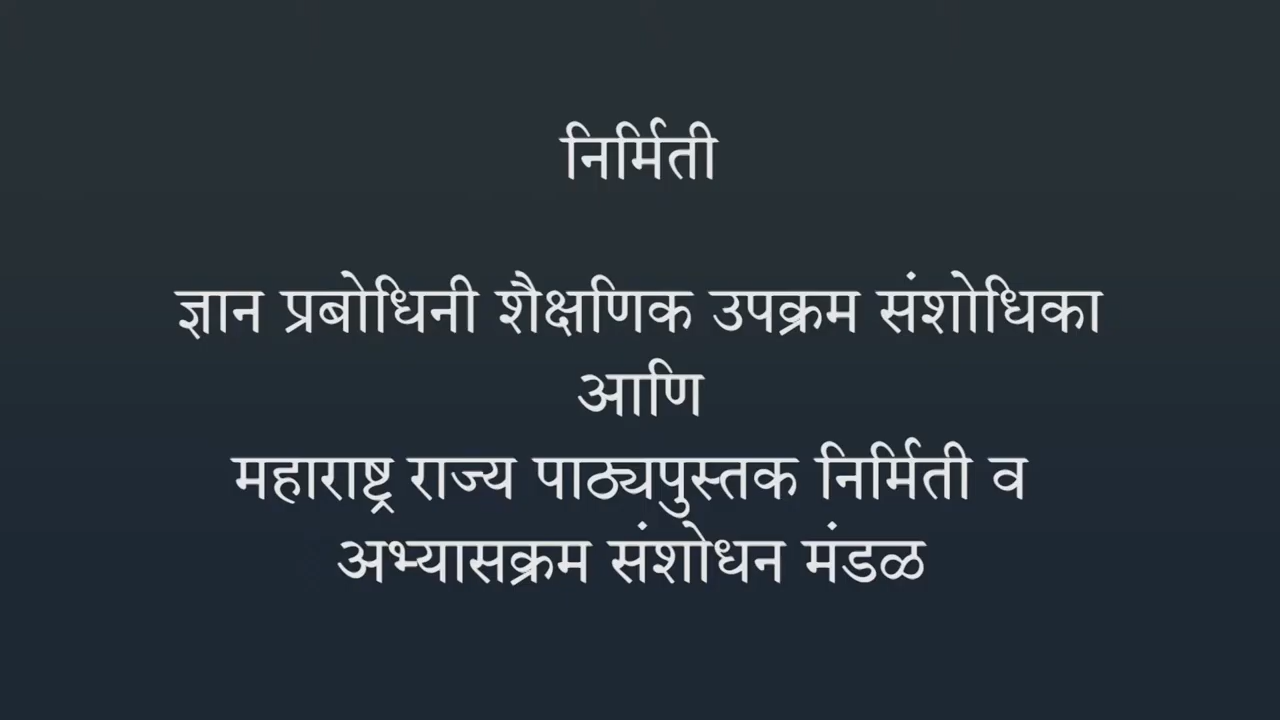 निर्मिती
ज्ञान प्रबोधिनी शैक्षणिक उपक्रम संशोधिका
आणि
महाराष्ट्र राज्य पाठ्यपुस्तक निर्मिती व
अभ्यासक्रम संशोधन मंडळ